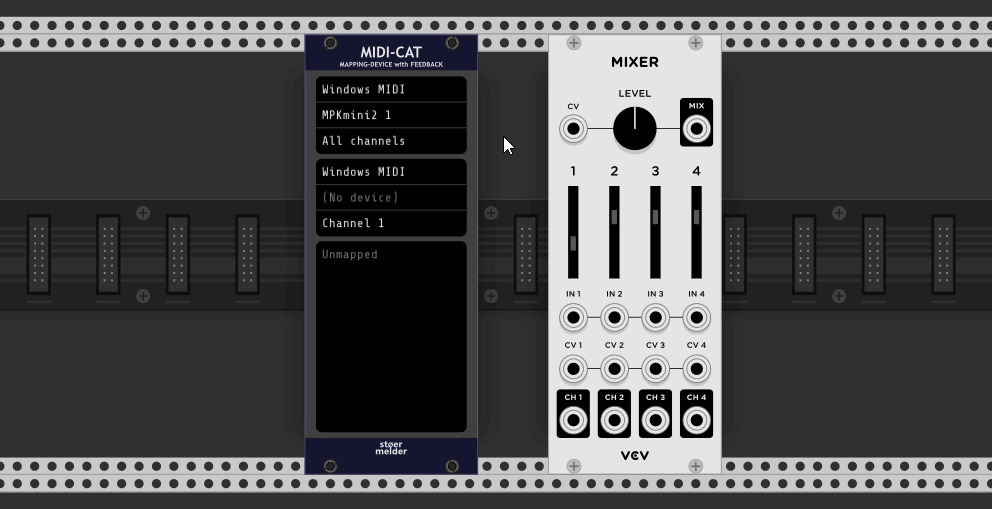 MIDI-CAT
MAPPING-DEVICE with FEEDBACK
Windows MIDI
MPKmini2 1
All channels
Windows MIDI
(No device)
Channel 1
Unmapped
støer
melder
MIXER
LEVEL
CV
MIX
1 2 3 4
IN 1 IN 2 IN 3 IN 4
CV 1 CV 2 CV 3 CV 4
CH 1 CH 2 CH 3 CH 4
VCV